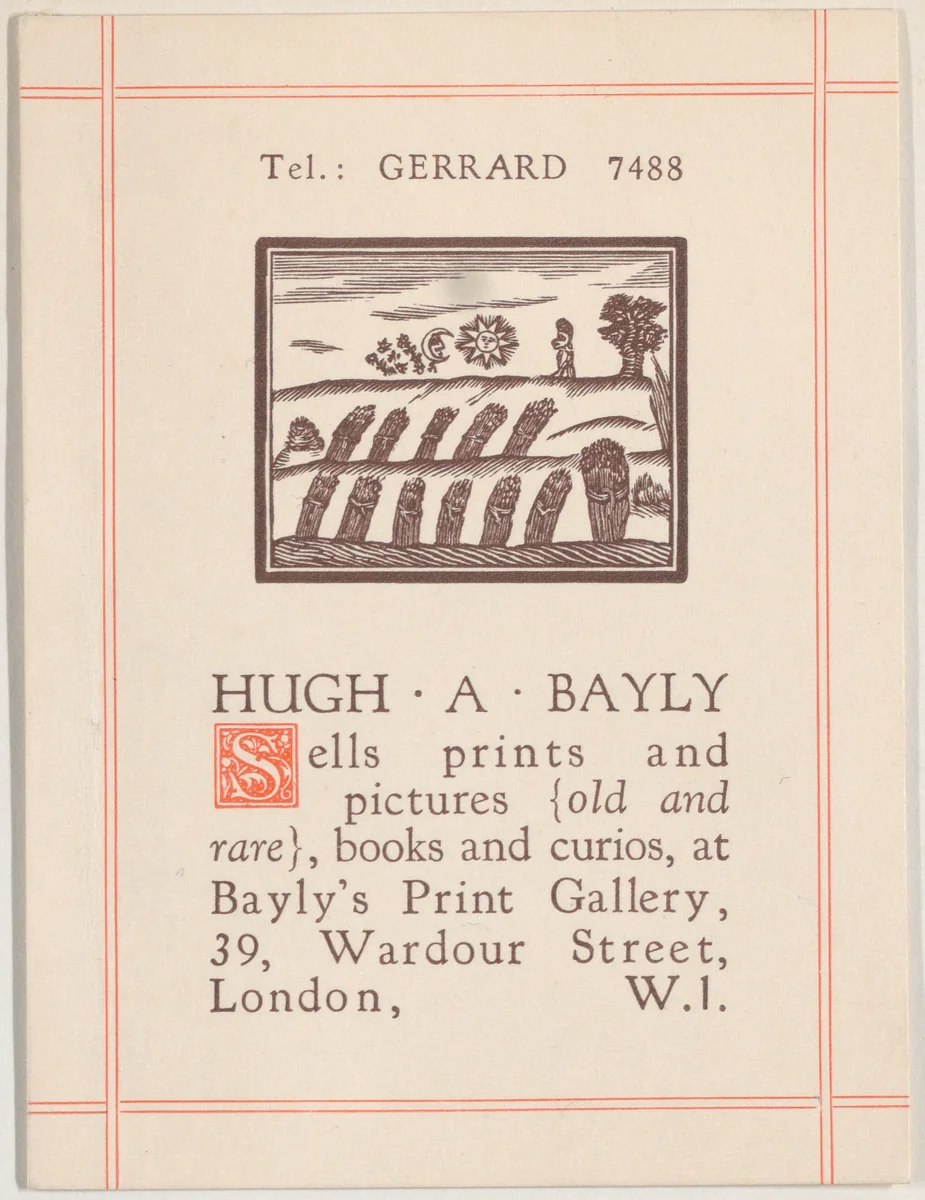 Tel.: GERRARD 7488
HUGH · A · BAYLY
Sells prints and
pictures {old and
rare}, books and curios, at
Bayly's Print Gallery,
39, Wardour Street,
London, W.1.